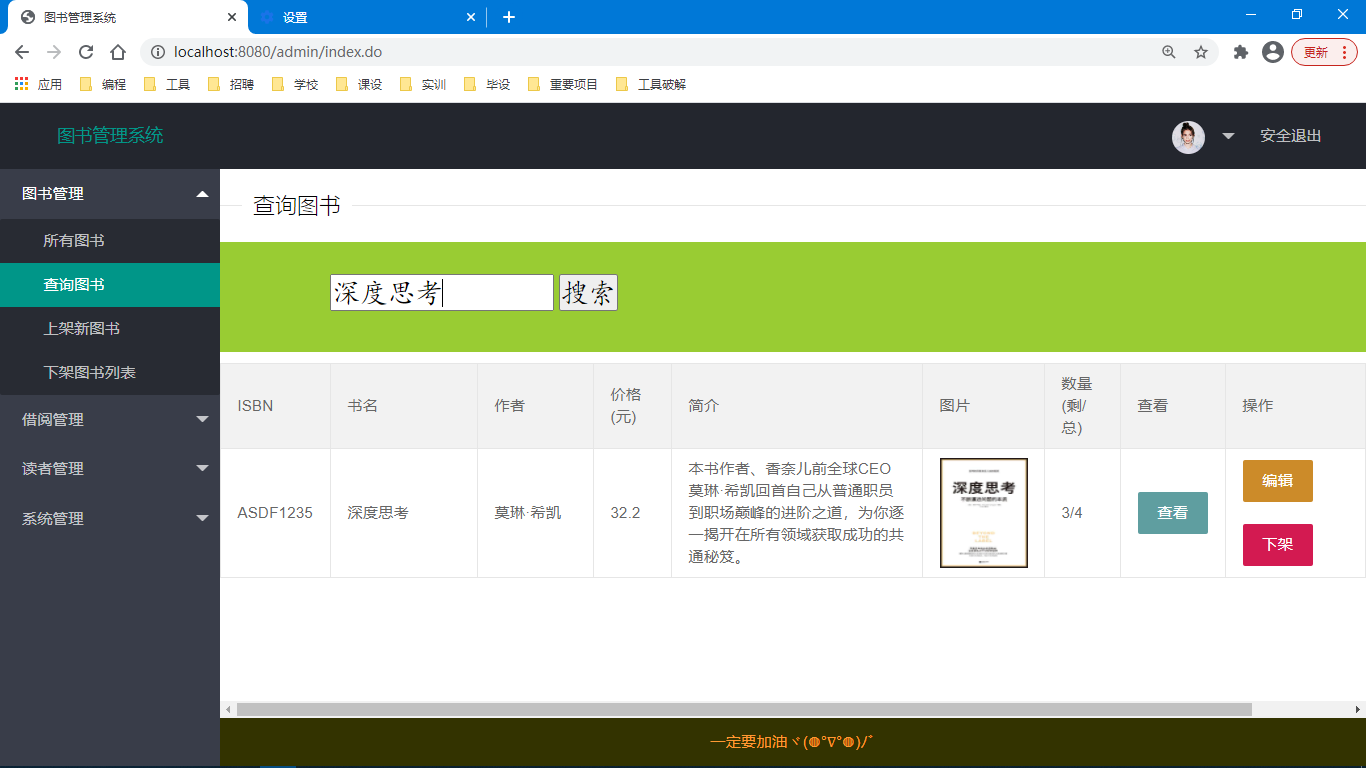 图书管理系统
设置
localhost:8080/admin/index.do
更新
应用 编程 工具 招聘 学校 课设 实训 毕设 重要项目 工具破解
图书管理系统
安全退出
图书管理
所有图书
查询图书
上架新图书
下架图书列表
借阅管理
读者管理
系统管理
查询图书
深度思考 搜索
ISBN 书名 作者 价格(元) 简介 图片 数量(剩/总) 查看 操作
ASDF1235 深度思考 莫琳·希凯 32.2
本书作者、香奈儿前全球CEO
莫琳·希凯回首自己从普通职员
到职场巅峰的进阶之道，为你逐
一揭开在所有领域获取成功的共
通秘笈。
深度思考
3/4 查看
编辑
下架
一定要加油ヾ(◍°∇°◍)ﾉﾞ